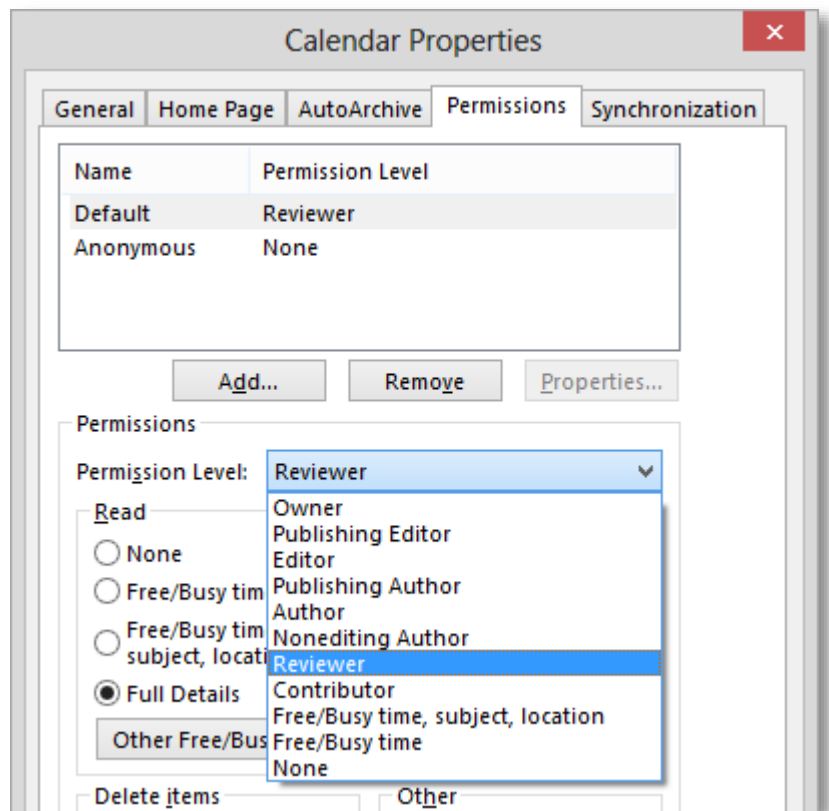 Calendar Properties
General Home Page AutoArchive Permissions Synchronization
Name Permission Level
Default Reviewer
Anonymous None
Add... Remove Properties...
Permissions
Permission Level: Reviewer
Owner
Publishing Editor
Editor
Publishing Author
Author
Nonediting Author
Reviewer
Contributor
Free/Busy time, subject, location
Free/Busy time
None
Read
None
Free/Busy tim
Free/Busy tim
subject, locati
Full Details
Other Free/Bus
Delete items Other